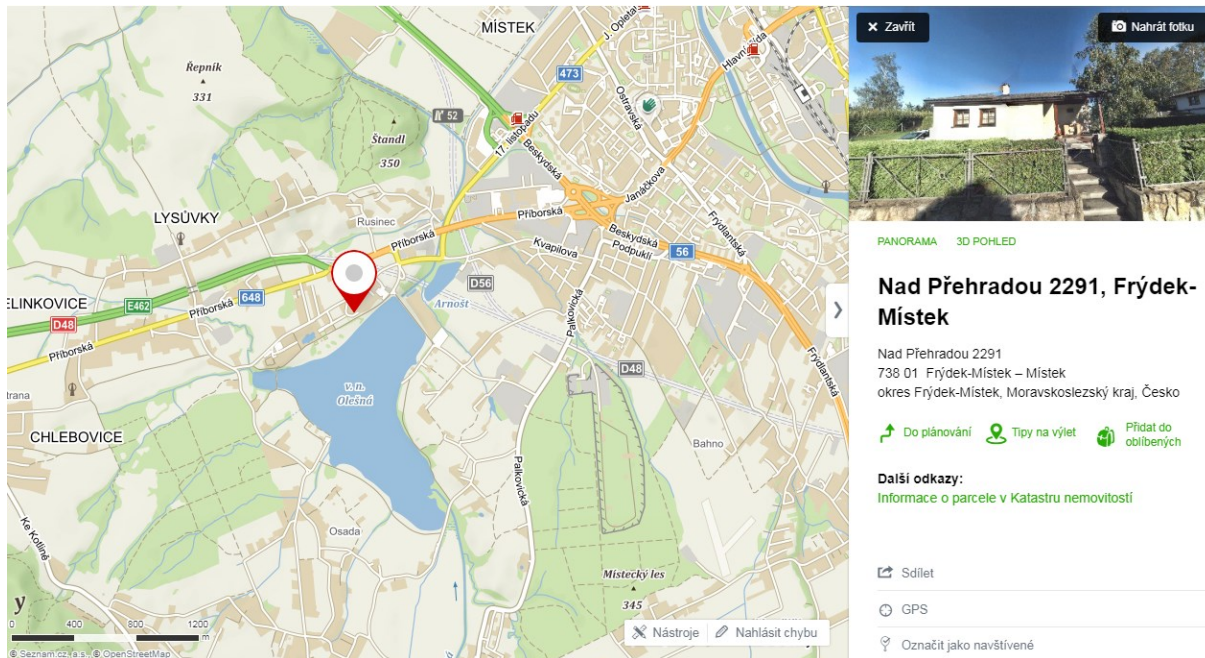 MÍSTEK
J. Opletal
Hlavní třída
473
Řepník
331
Ostravská
52
Štandl
350
17. listopadu
Beskydská
Janáčkova
LYSŮVKY
Rusinec
Příborská
Frýdlantská
Příborská
Kvapilova
Beskydská
Podpuklí
56
D56
ELINKOVICE
E462
648
Příborská
Arnošt
Palkovická
D48
Příborská
D48
Frýdlantská
v. n.
Olešná
trana
CHLEBOVICE
Bahno
Palkovická
Ke Kotlině
Osada
Místecký les
345
y
0 400 800 1200
m
Nástroje
Nahlásit chybu
© Seznam.cz, a.s., © OpenStreetMap
Zavřít
Nahrát fotku
PANORAMA 3D POHLED
Nad Přehradou 2291, Frýdek-
Místek
Nad Přehradou 2291
738 01 Frýdek-Místek – Místek
okres Frýdek-Místek, Moravskoslezský kraj, Česko
Do plánování
Tipy na výlet
Přidat do
oblíbených
Další odkazy:
Informace o parcele v Katastru nemovitostí
Sdílet
GPS
Označit jako navštívené